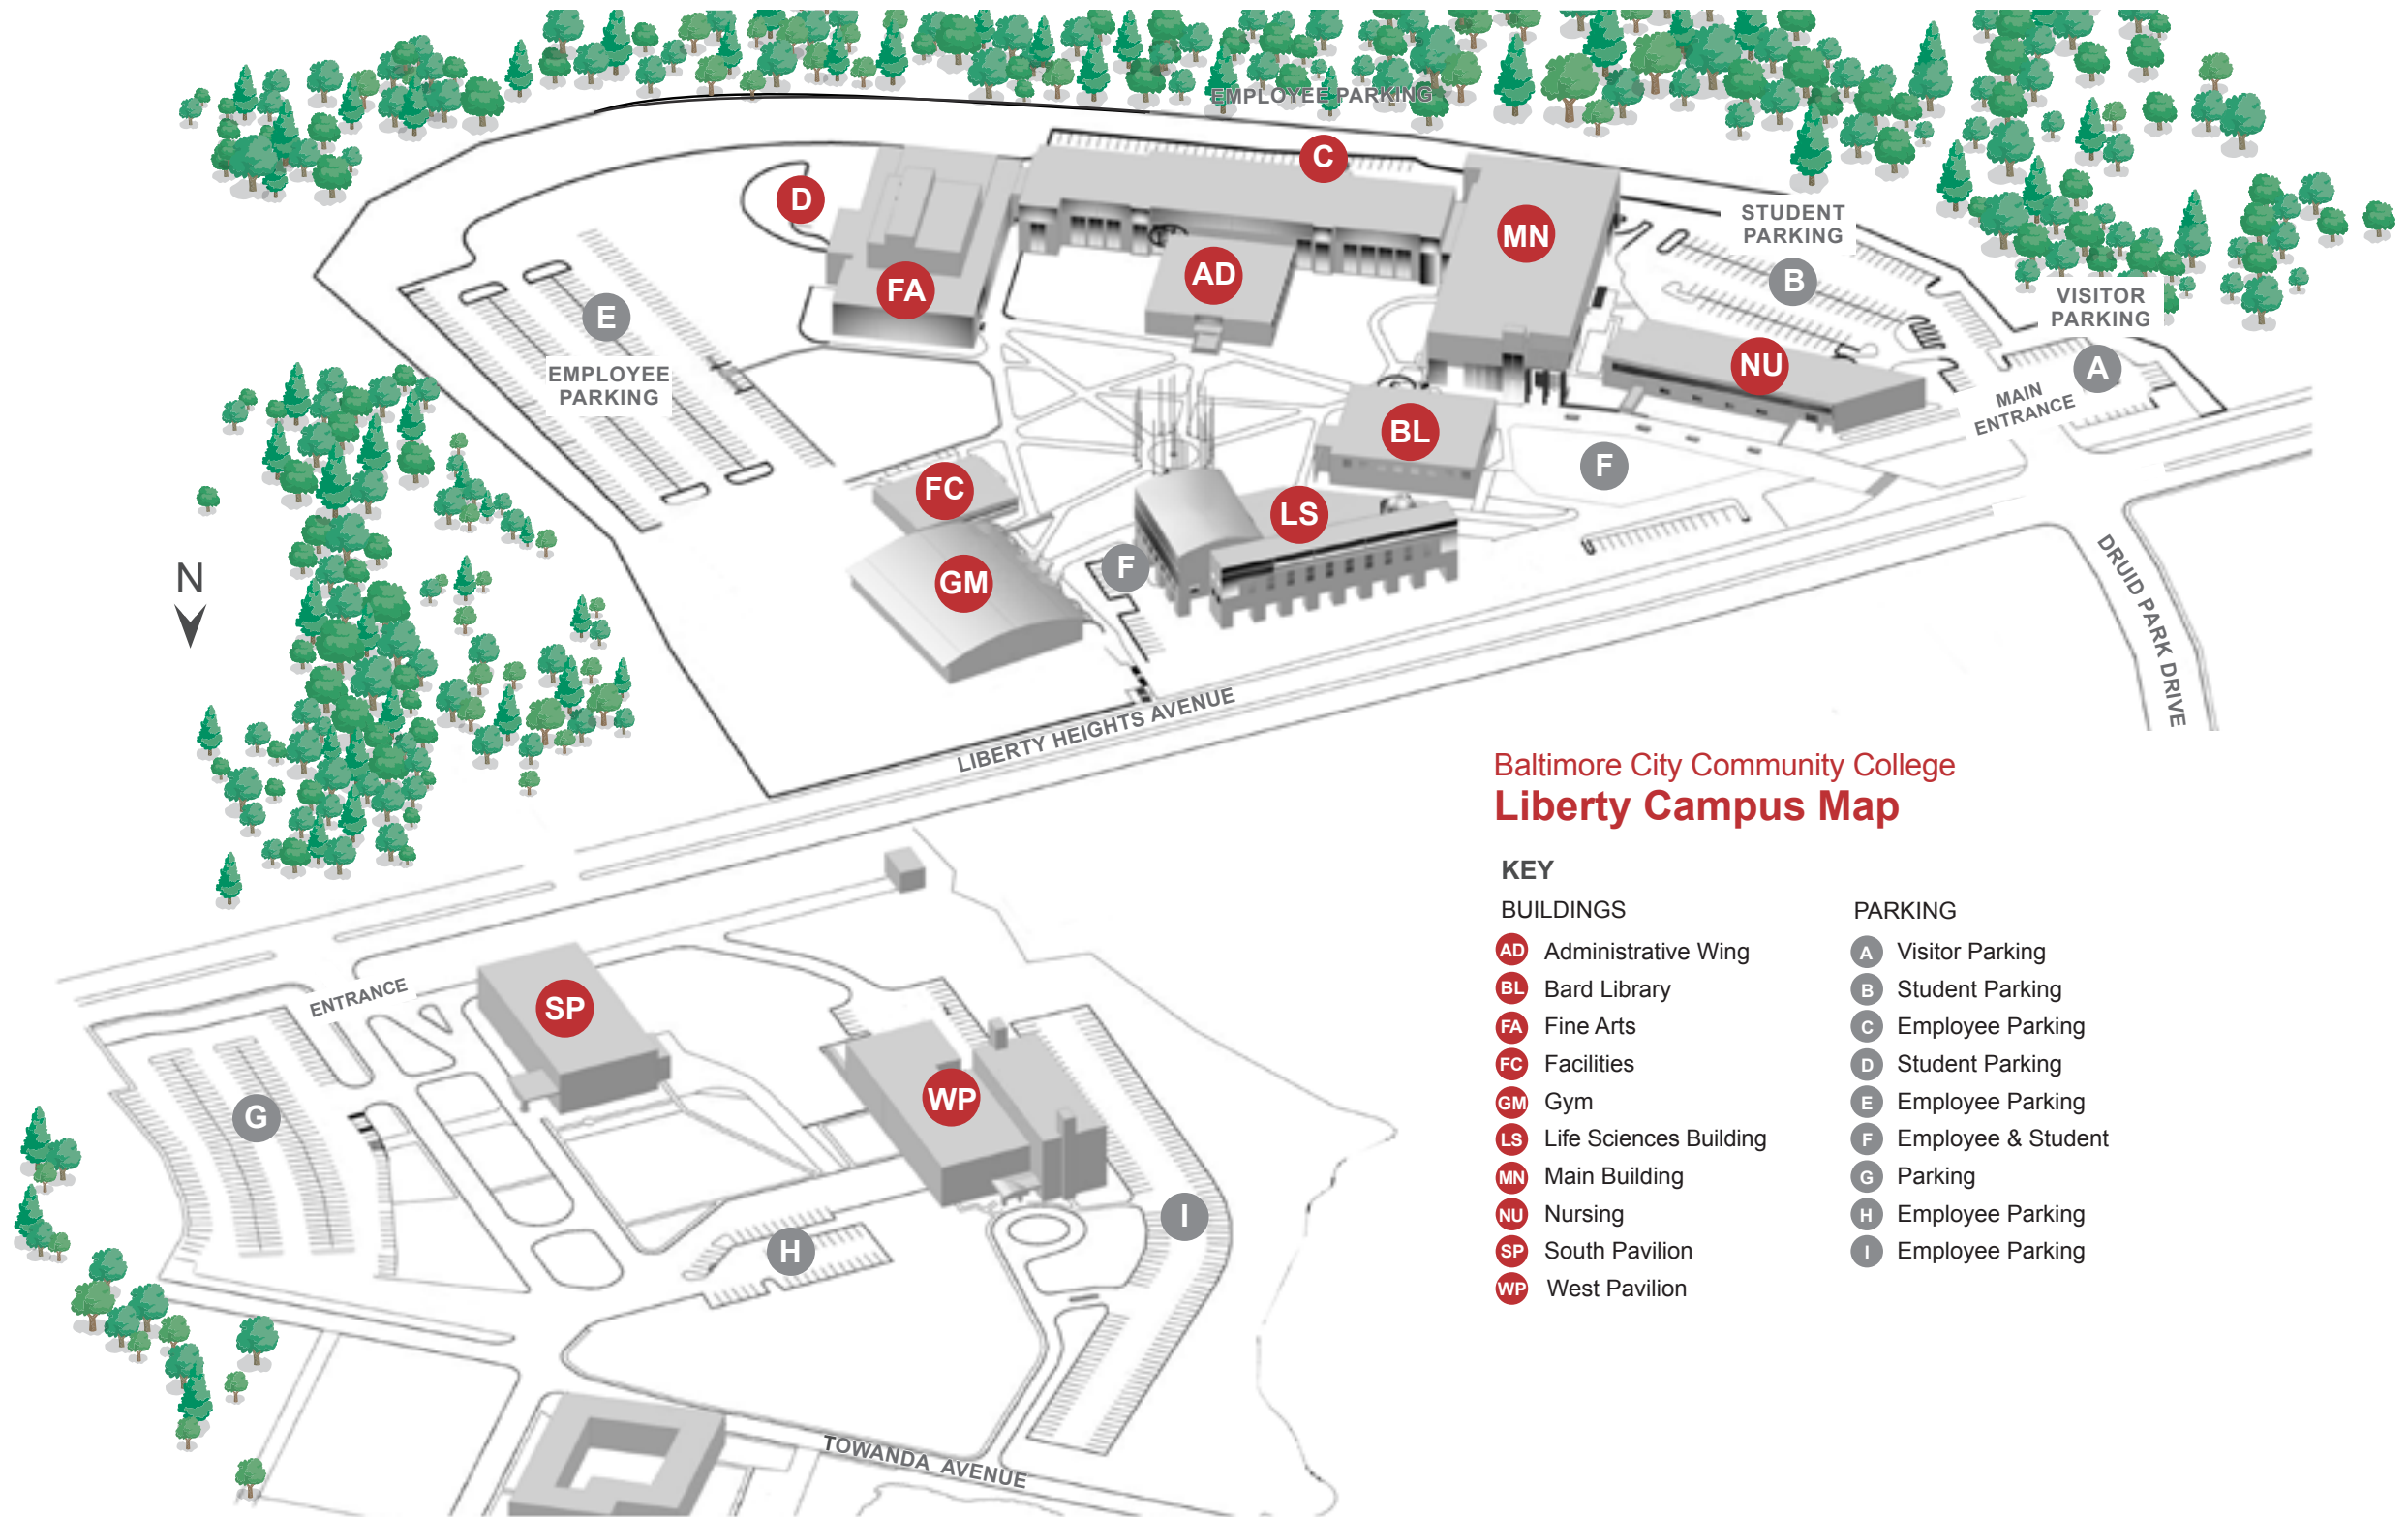 EMPLOYEE PARKING
C
D
STUDENT
PARKING
MN
AD
B
FA
VISITOR
PARKING
E
NU
A
EMPLOYEE
PARKING
MAIN
ENTRANCE
BL
F
FC
LS
F
GM
N
DRUID PARK DRIVE
LIBERTY HEIGHTS AVENUE
Baltimore City Community College
Liberty Campus Map
KEY
BUILDINGS
AD Administrative Wing
BL Bard Library
FA Fine Arts
FC Facilities
GM Gym
LS Life Sciences Building
MN Main Building
NU Nursing
SP South Pavilion
WP West Pavilion
PARKING
A Visitor Parking
B Student Parking
C Employee Parking
D Student Parking
E Employee Parking
F Employee & Student
G Parking
H Employee Parking
I Employee Parking
ENTRANCE
SP
WP
G
I
H
TOWANDA AVENUE